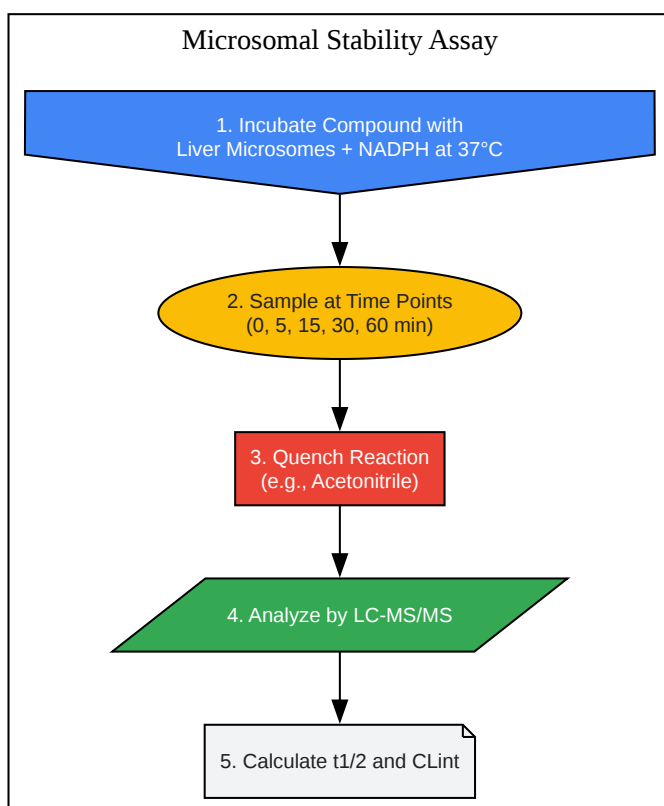 Microsomal Stability Assay
1. Incubate Compound with
Liver Microsomes + NADPH at 37°C
2. Sample at Time Points
(0, 5, 15, 30, 60 min)
3. Quench Reaction
(e.g., Acetonitrile)
4. Analyze by LC-MS/MS
5. Calculate t1/2 and CLint